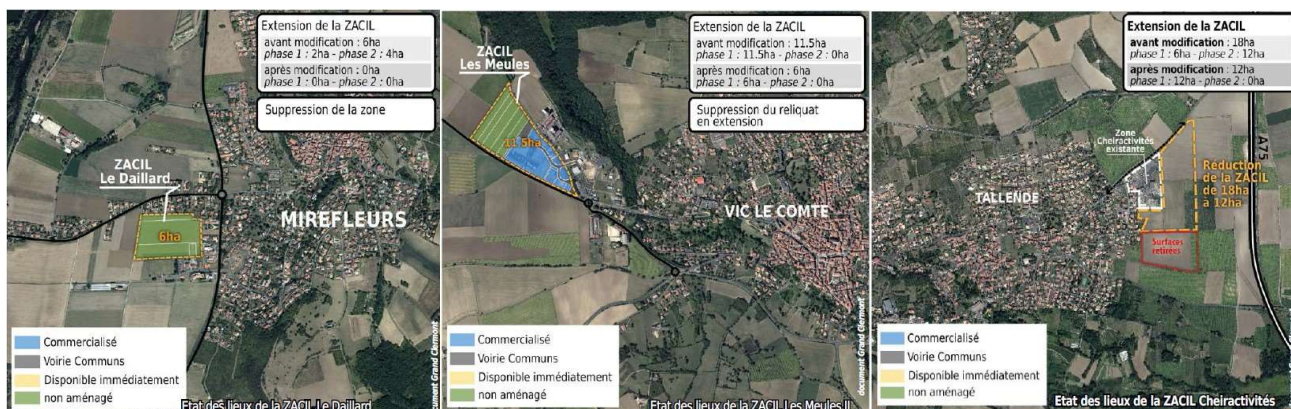 Extension de la ZACIL
avant modification : 6ha
phase 1 : 2ha - phase 2 : 4ha
après modification : 0ha
phase 1 : 0ha - phase 2 : 0ha
Suppression de la zone
ZACIL
Le Daillard
6ha
MIREFLEURS
Commercialisé
Voirie Communs
Disponible immédiatement
non aménagé
Etat des lieux de la ZACIL Le Daillard
document Grand Clermont
Extension de la ZACIL
avant modification : 11.5ha
phase 1 : 11.5ha - phase 2 : 0ha
après modification : 6ha
phase 1 : 6ha - phase 2 : 0ha
Suppression du reliquat
en extension
ZACIL
Les Meules
11.5ha
VIC LE COMTE
Commercialisé
Voirie Communs
Disponible immédiatement
non aménagé
Etat des lieux de la ZACIL Les Meules II
document Grand Clermont
Extension de la ZACIL
avant modification : 18ha
phase 1 : 6ha - phase 2 : 12ha
après modification : 12ha
phase 1 : 12ha - phase 2 : 0ha
Zone
Cheiractivités
existante
A75
Réduction
de la ZACIL
de 18ha
à 12ha
TALLENDE
Surfaces
retirées
Commercialisé
Voirie Communs
Disponible immédiatement
non aménagé
Etat des lieux de la ZACIL Cheiractivités